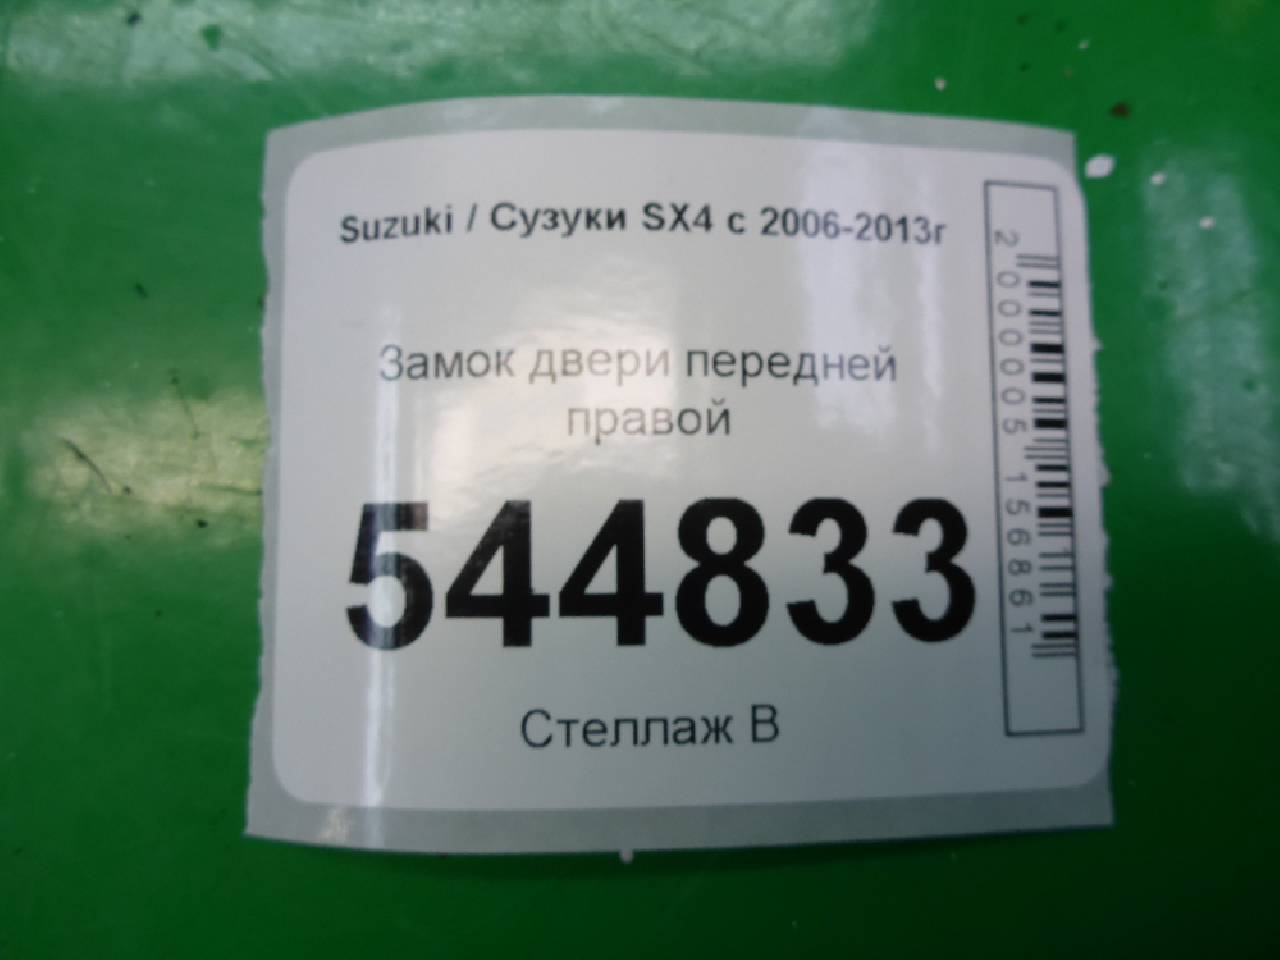 Suzuki / Сузуки SX4 с 2006-2013г
Замок двери передней
правой
544833
Стеллаж В
2000005156861